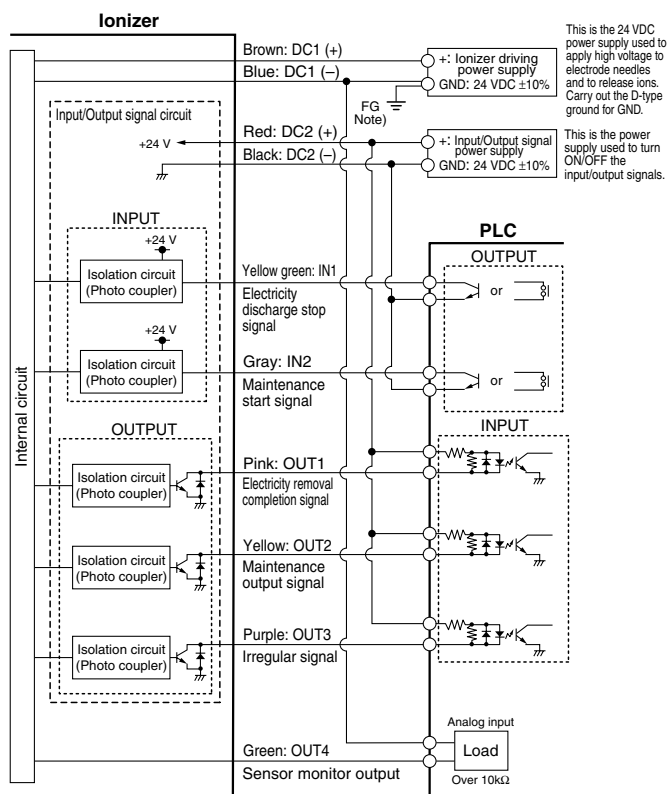 Ionizer
Brown: DC1 (+)
Blue: DC1 (−)
+: Ionizer driving
power supply
GND: 24 VDC ±10%
This is the 24 VDC
power supply used to
apply high voltage to
electrode needles
and to release ions.
Carry out the D-type
ground for GND.
FG
Note)
Input/Output signal circuit
+24 V
Red: DC2 (+)
Black: DC2 (−)
+: Input/Output signal
power supply
GND: 24 VDC ±10%
This is the power
supply used to turn
ON/OFF the
input/output signals.
INPUT
+24 V
Isolation circuit
(Photo coupler)
Yellow green: IN1
Electricity
discharge stop
signal
+24 V
Isolation circuit
(Photo coupler)
Gray: IN2
Maintenance
start signal
PLC
OUTPUT
or
or
Internal circuit
OUTPUT
Isolation circuit
(Photo coupler)
Pink: OUT1
Electricity removal
completion signal
Isolation circuit
(Photo coupler)
Yellow: OUT2
Maintenance
output signal
Isolation circuit
(Photo coupler)
Purple: OUT3
Irregular signal
INPUT
Green: OUT4
Sensor monitor output
Analog input
Load
Over 10kΩ